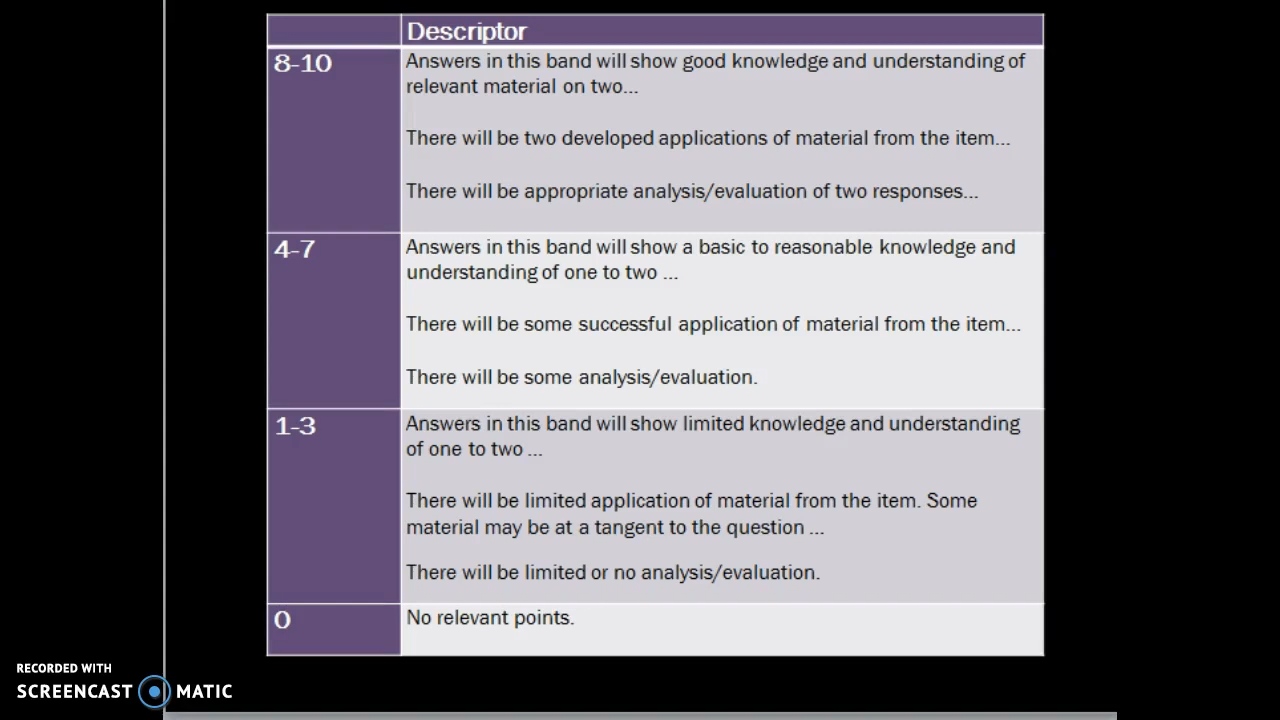 Descriptor
8-10
Answers in this band will show good knowledge and understanding of
relevant material on two...
There will be two developed applications of material from the item...
There will be appropriate analysis/evaluation of two responses...
4-7
Answers in this band will show a basic to reasonable knowledge and
understanding of one to two ...
There will be some successful application of material from the item...
There will be some analysis/evaluation.
1-3
Answers in this band will show limited knowledge and understanding
of one to two ...
There will be limited application of material from the item. Some
material may be at a tangent to the question ...
There will be limited or no analysis/evaluation.
0
No relevant points.
RECORDED WITH
SCREENCAST MATIC